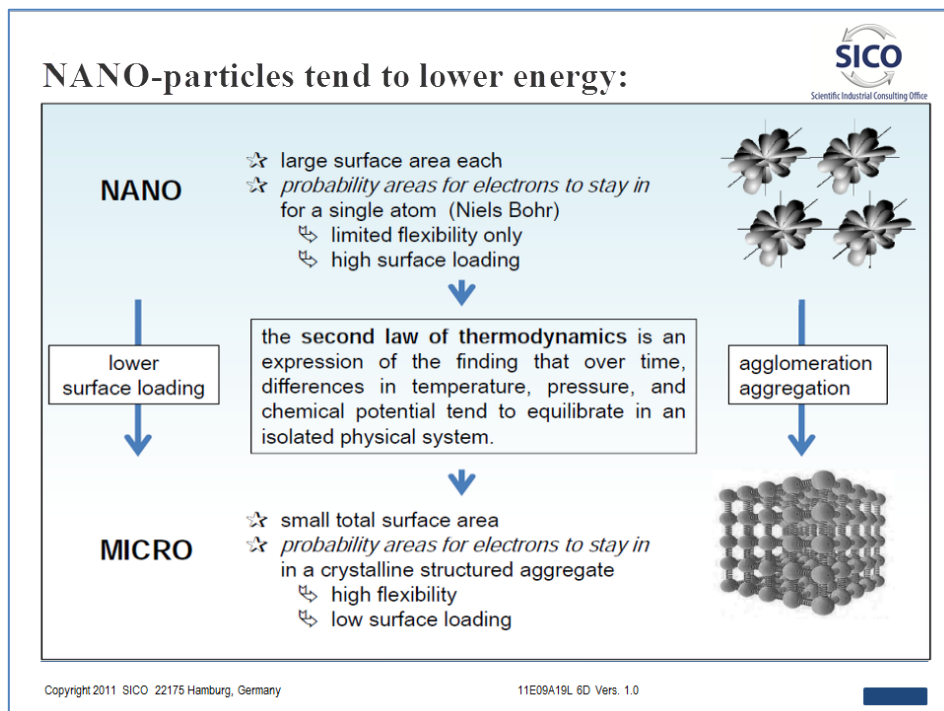 SICO
Scientific Industrial Consulting Office
NANO-particles tend to lower energy:
NANO
☆ large surface area each
☆ probability areas for electrons to stay in
for a single atom (Niels Bohr)
limited flexibility only
high surface loading
lower
surface loading
the second law of thermodynamics is an
expression of the finding that over time,
differences in temperature, pressure, and
chemical potential tend to equilibrate in an
isolated physical system.
agglomeration
aggregation
MICRO
☆ small total surface area
☆ probability areas for electrons to stay in
in a crystalline structured aggregate
high flexibility
low surface loading
Copyright 2011 SICO 22175 Hamburg, Germany
11E09A19L 6D Vers. 1.0